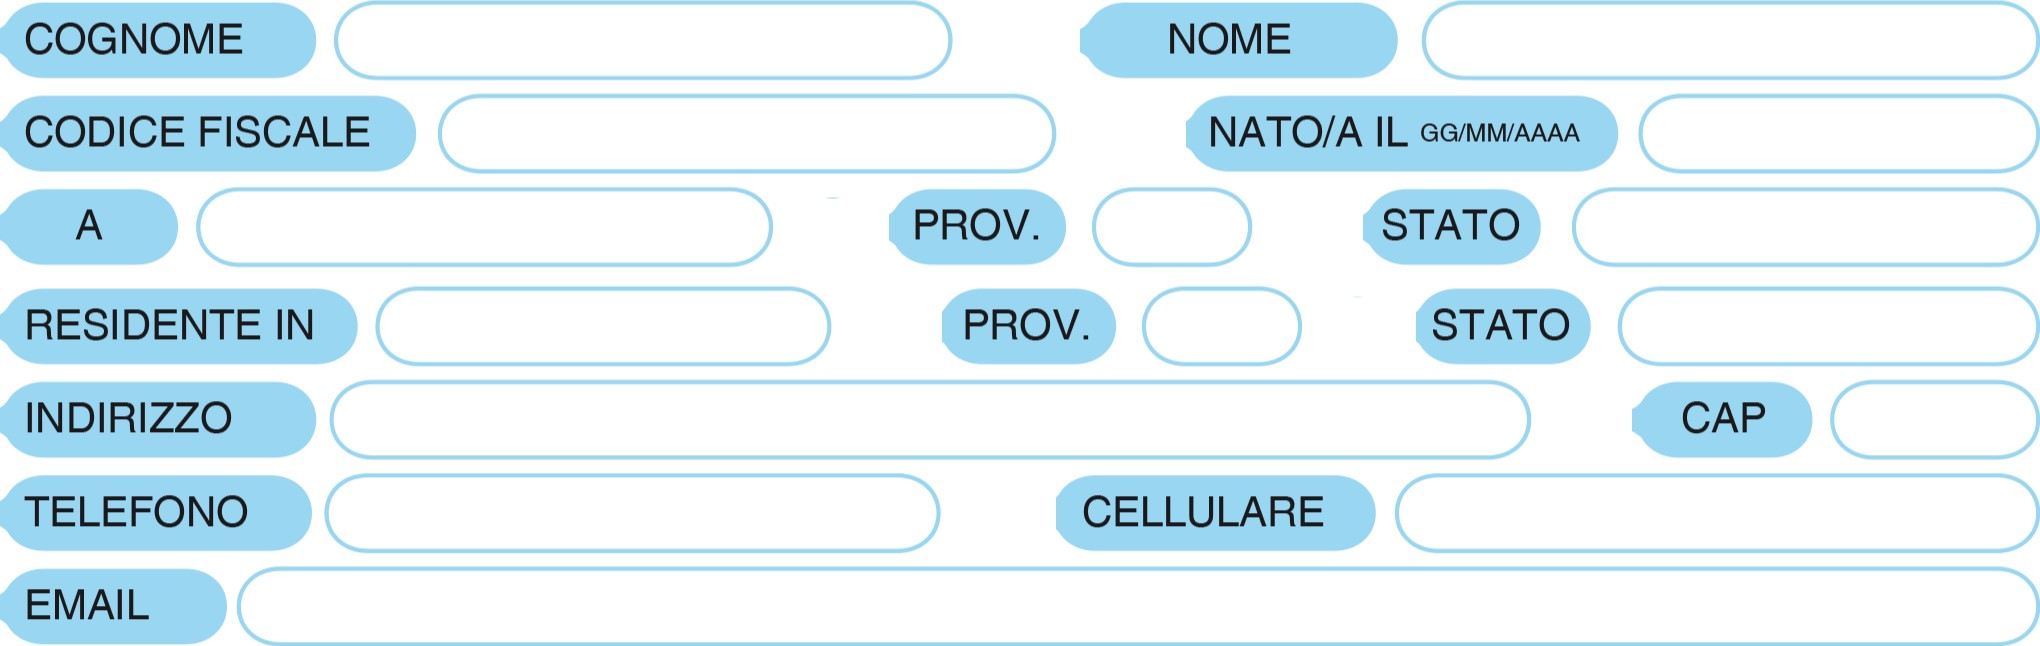 COGNOME NOME
CODICE FISCALE NATO/A IL GG/MM/AAAA
A PROV. STATO
RESIDENTE IN PROV. STATO
INDIRIZZO CAP
TELEFONO CELLULARE
EMAIL